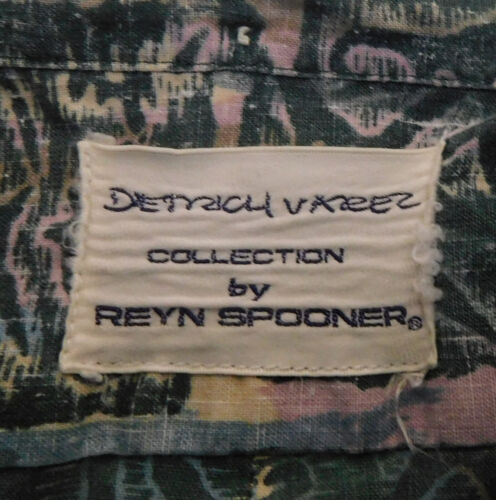 DIETRICH VAREZ
COLLECTION
by
REYN SPOONER®